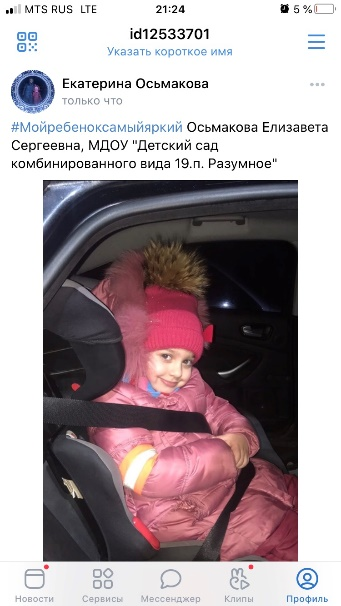 MTS RUS LTE 21:24 5 %
id12533701
Указать короткое имя
Екатерина Осьмакова
только что
#Мойребеноксамыйяркий Осьмакова Елизавета
Сергеевна, МДОУ "Детский сад
комбинированного вида 19.п. Разумное"
Новости Сервисы Мессенджер Клипы Профиль